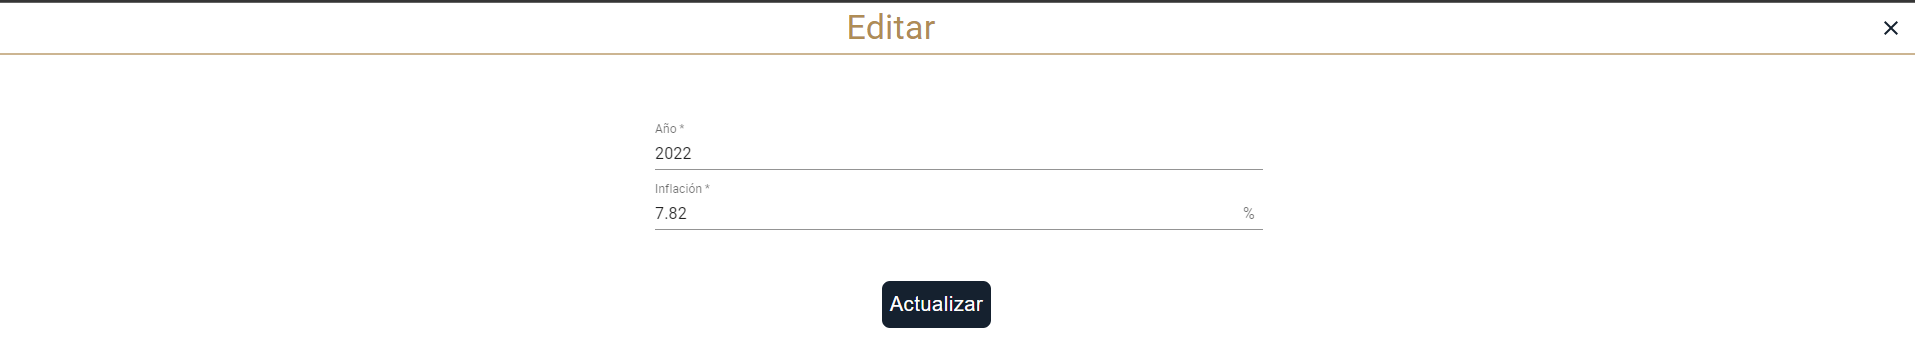 Editar
Año *
2022
Inflación *
7.82 %
Actualizar